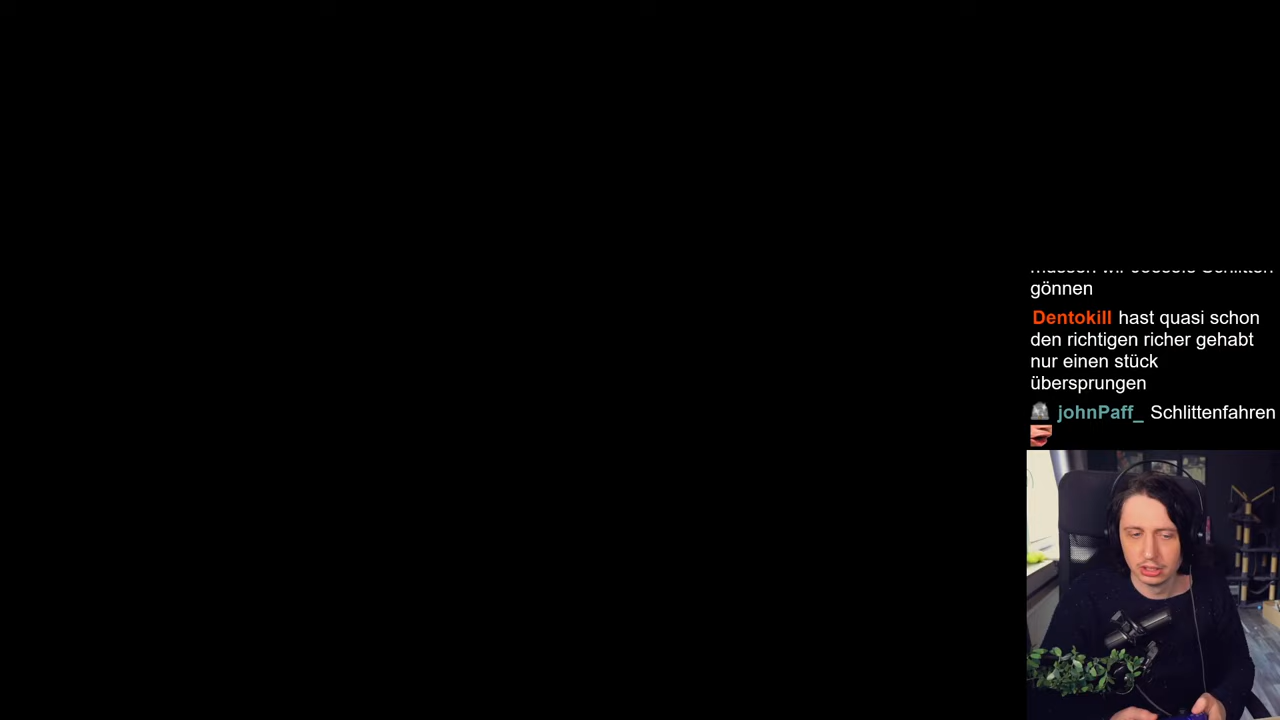 gönnen
Dentokill hast quasi schon
den richtigen richer gehabt
nur einen stück
übersprungen
johnPaff_ Schlittenfahren